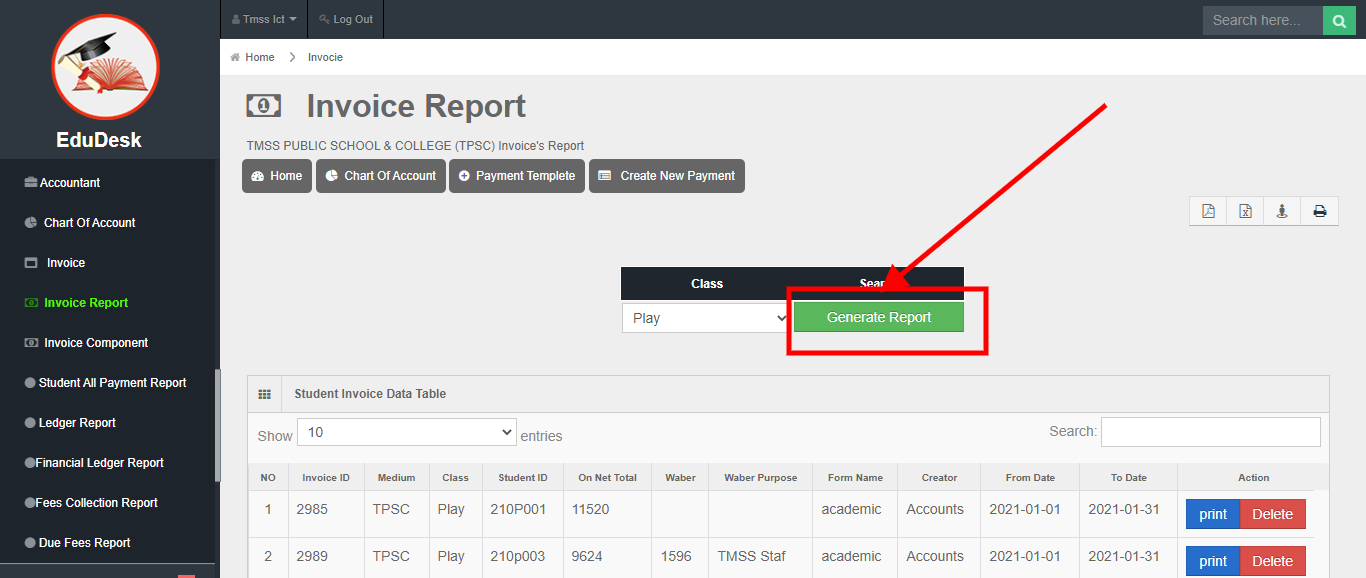 Tmss Ict
Log Out
Search here...
EduDesk
Home
Invocie
Invoice Report
TMSS PUBLIC SCHOOL & COLLEGE (TPSC) Invoice's Report
Home
Chart Of Account
Payment Templete
Create New Payment
Accountant
Chart Of Account
Invoice
Invoice Report
Invoice Component
Student All Payment Report
Ledger Report
Financial Ledger Report
Fees Collection Report
Due Fees Report
Class
Play
Generate Report
Student Invoice Data Table
Show 10 entries
Search:
NO Invoice ID Medium Class Student ID On Net Total Waber Waber Purpose Form Name Creator From Date To Date Action
1 2985 TPSC Play 210P001 11520 academic Accounts 2021-01-01 2021-01-31 print Delete
2 2989 TPSC Play 210p003 9624 1596 TMSS Staf academic Accounts 2021-01-01 2021-01-31 print Delete